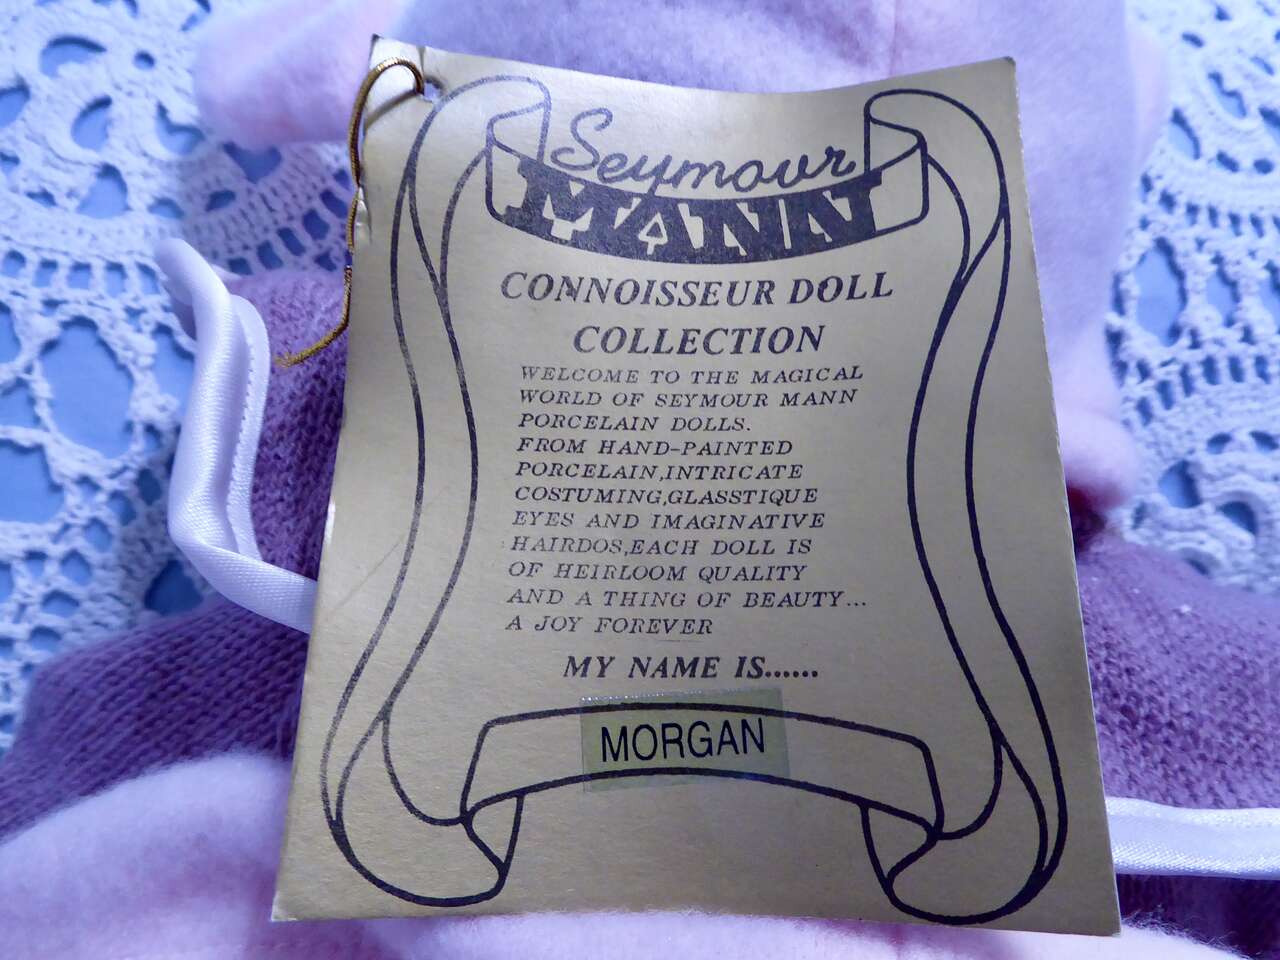 Seymour
MANN
CONNOISSEUR DOLL
COLLECTION
WELCOME TO THE MAGICAL
WORLD OF SEYMOUR MANN
PORCELAIN DOLLS.
FROM HAND-PAINTED
PORCELAIN,INTRICATE
COSTUMING,GLASSTIQUE
EYES AND IMAGINATIVE
HAIRDOS,EACH DOLL IS
OF HEIRLOOM QUALITY
AND A THING OF BEAUTY...
A JOY FOREVER
MY NAME IS......
MORGAN